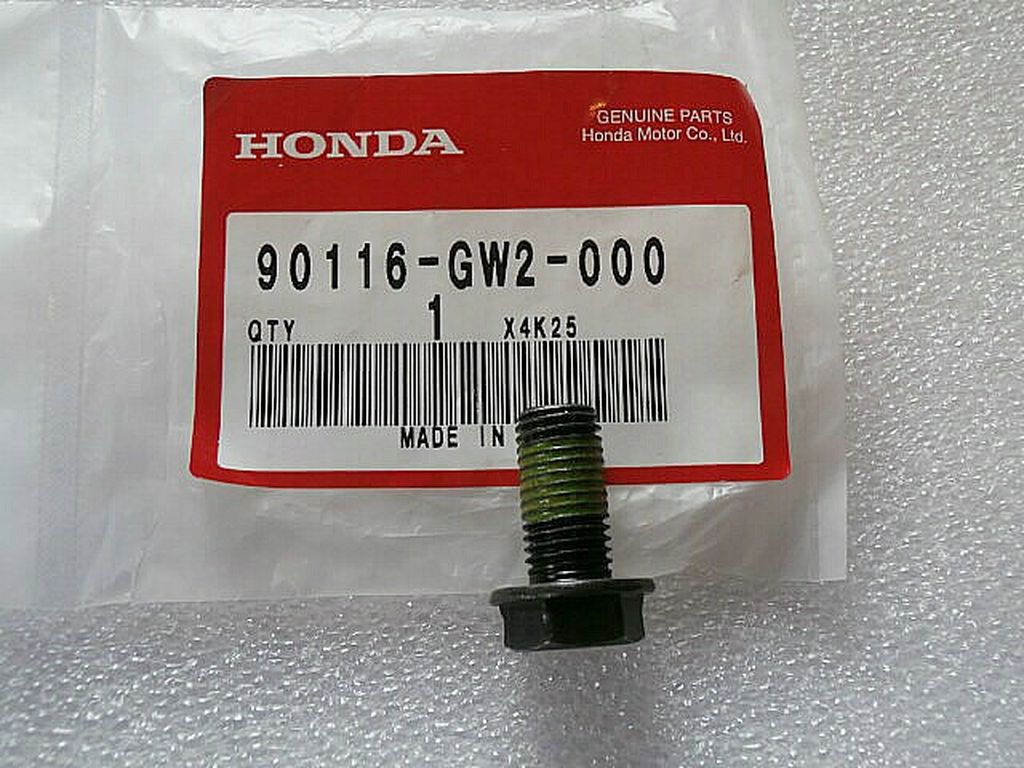 HONDA
GENUINE PARTS
Honda Motor Co., Ltd.
90116-GW2-000
QTY 1 X4K25
MADE IN